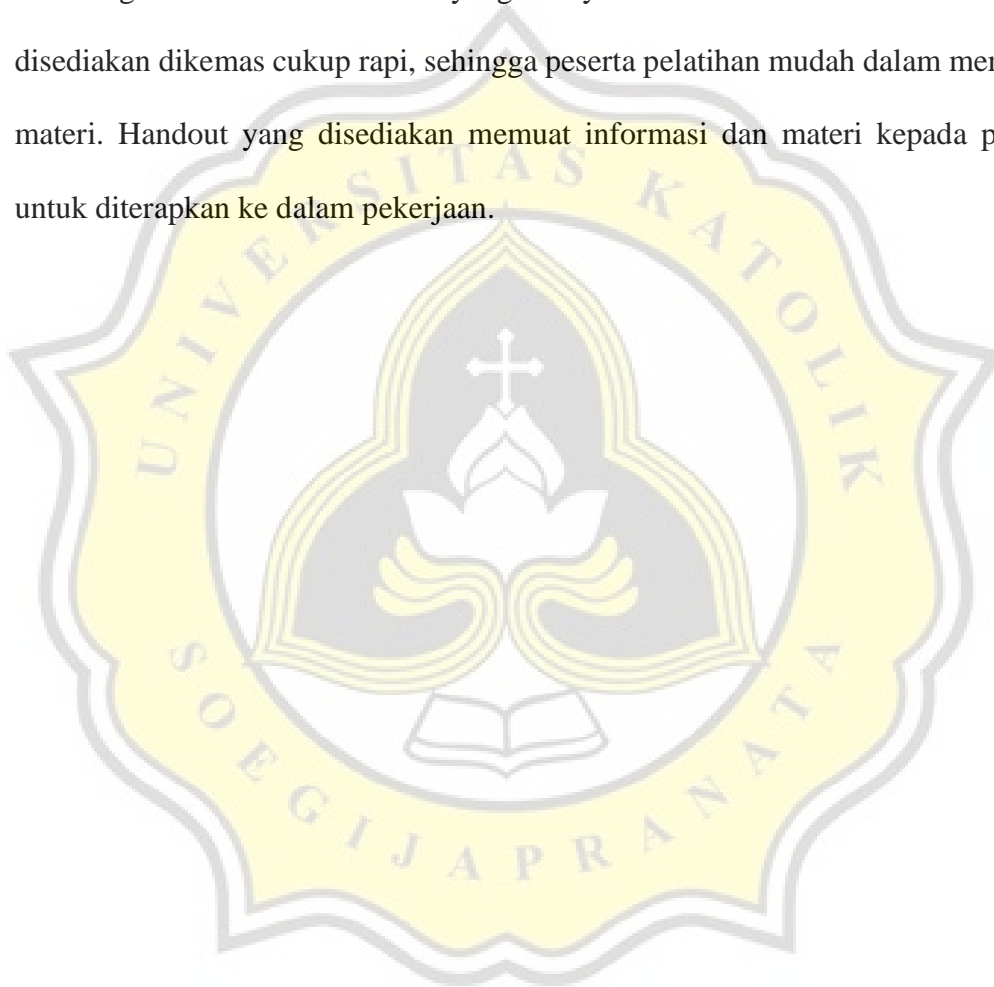 disediakan dikemas cukup rapi, sehingga peserta pelatihan mudah dalam
materi. Handout yang disediakan memuat informasi dan materi kepada
untuk diterapkan ke dalam pekerjaan.
UNIVERSITAS KATOLIK
SOEGIJAPRANATA